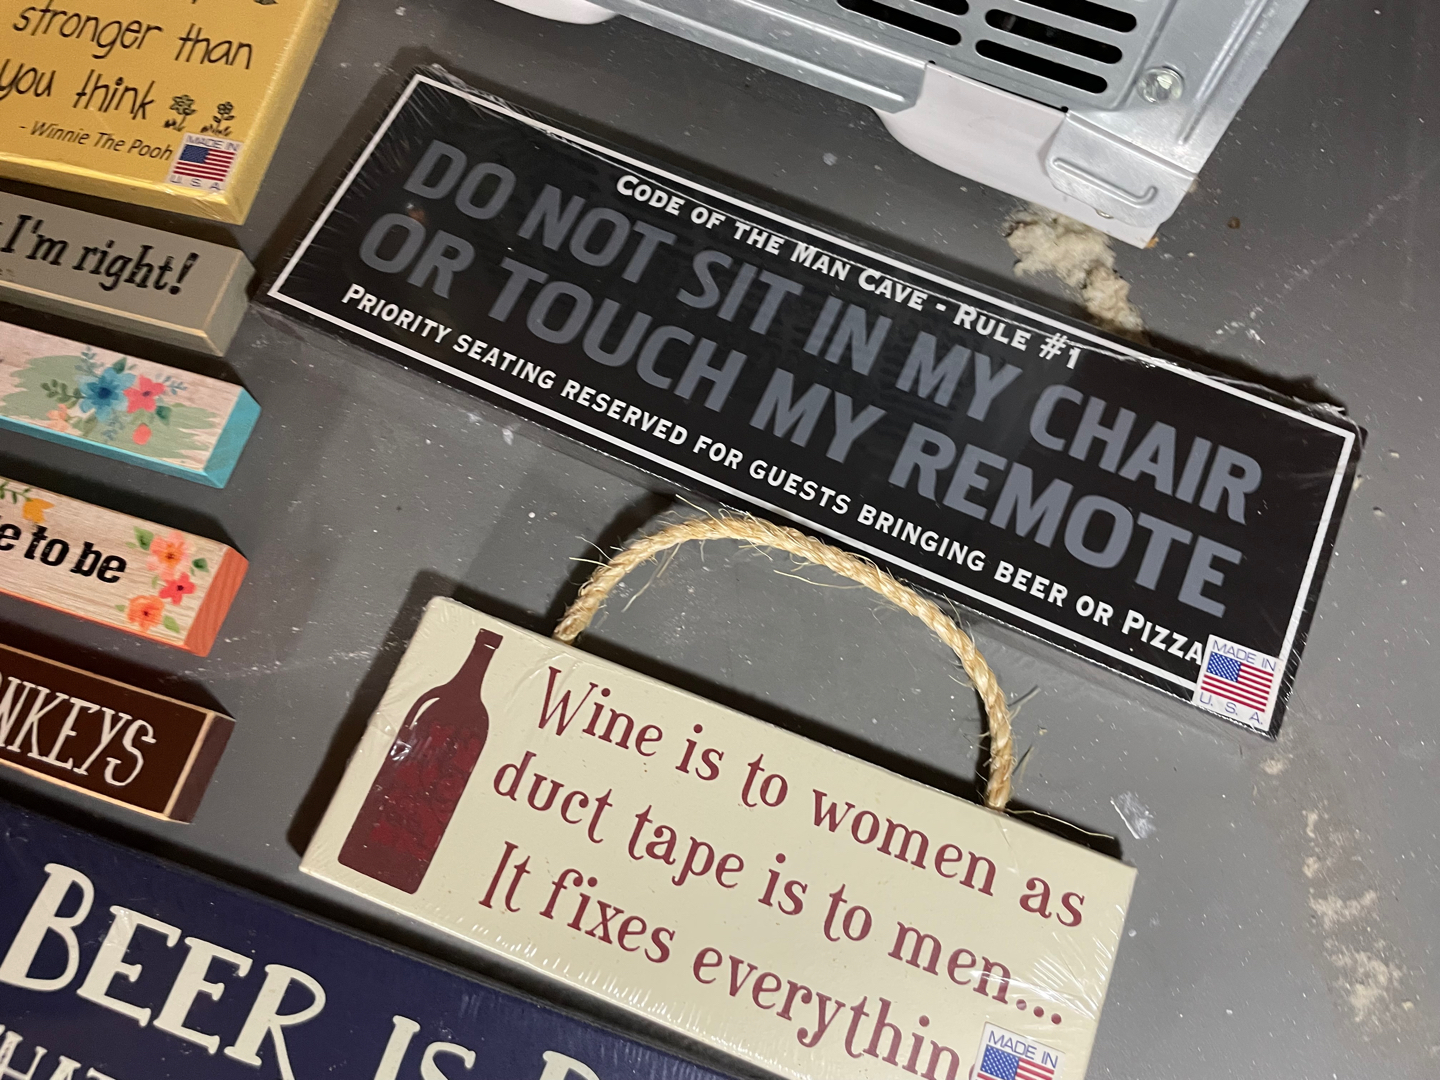 stronger than
you think
- Winnie The Pooh
MADE IN
U.S.A.
I'm right!
to be
BEER IS
CODE OF THE MAN CAVE - RULE #1
DO NOT SIT IN MY CHAIR
OR TOUCH MY REMOTE
PRIORITY SEATING RESERVED FOR GUESTS BRINGING BEER OR PIZZA
MADE IN
U.S.A.
Wine is to women as
duct tape is to men...
It fixes everything
MADE IN